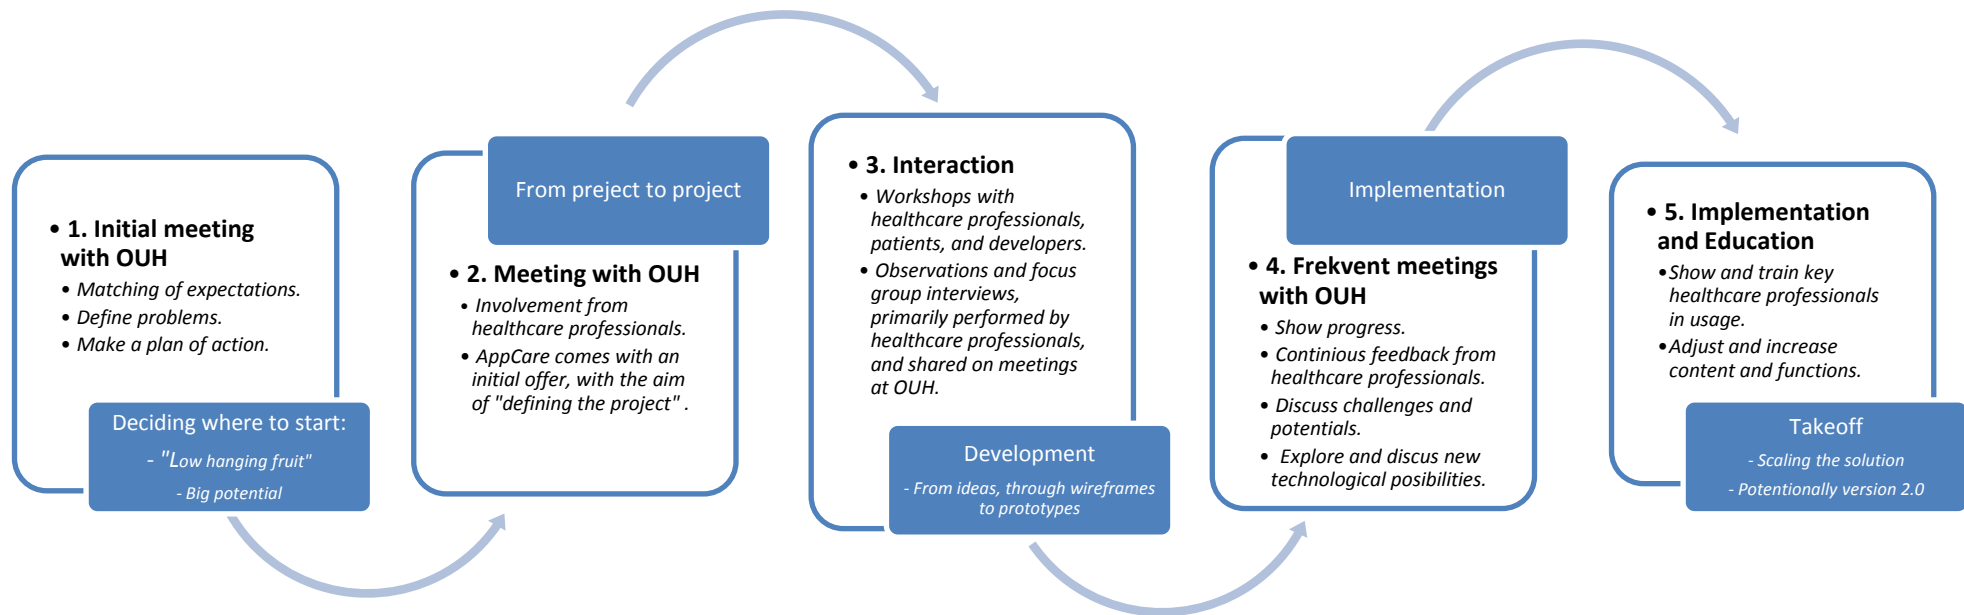 • 1. Initial meeting
with OUH
• Matching of expectations.
• Define problems.
• Make a plan of action.
Deciding where to start:
- "Low hanging fruit"
- Big potential
From preject to project
• 2. Meeting with OUH
• Involvement from
healthcare professionals.
• AppCare comes with an
initial offer, with the aim
of "defining the project" .
• 3. Interaction
• Workshops with
healthcare professionals,
patients, and developers.
• Observations and focus
group interviews,
primarily performed by
healthcare professionals,
and shared on meetings
at OUH.
Development
- From ideas, through wireframes
to prototypes
Implementation
• 4. Frekvent meetings
with OUH
• Show progress.
• Continious feedback from
healthcare professionals.
• Discuss challenges and
potentials.
• Explore and discus new
technological posibilities.
• 5. Implementation
and Education
•Show and train key
healthcare professionals
in usage.
•Adjust and increase
content and functions.
Takeoff
- Scaling the solution
- Potentionally version 2.0